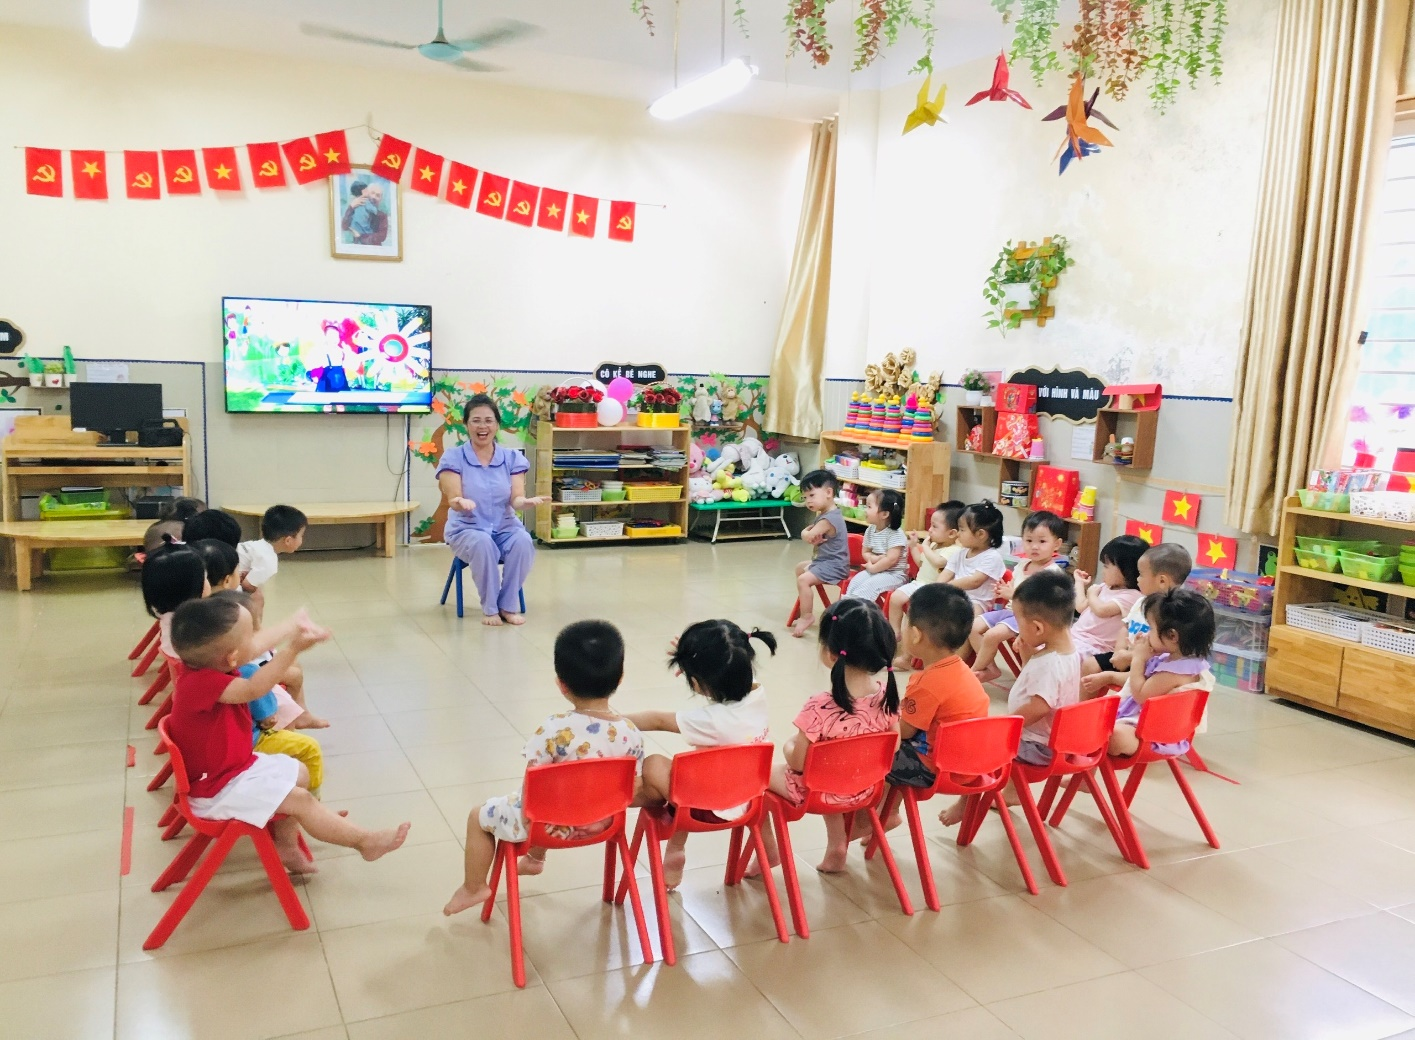 M
CÔ KỂ BÉ NGHE
VỚI HÌNH VÀ MÀU